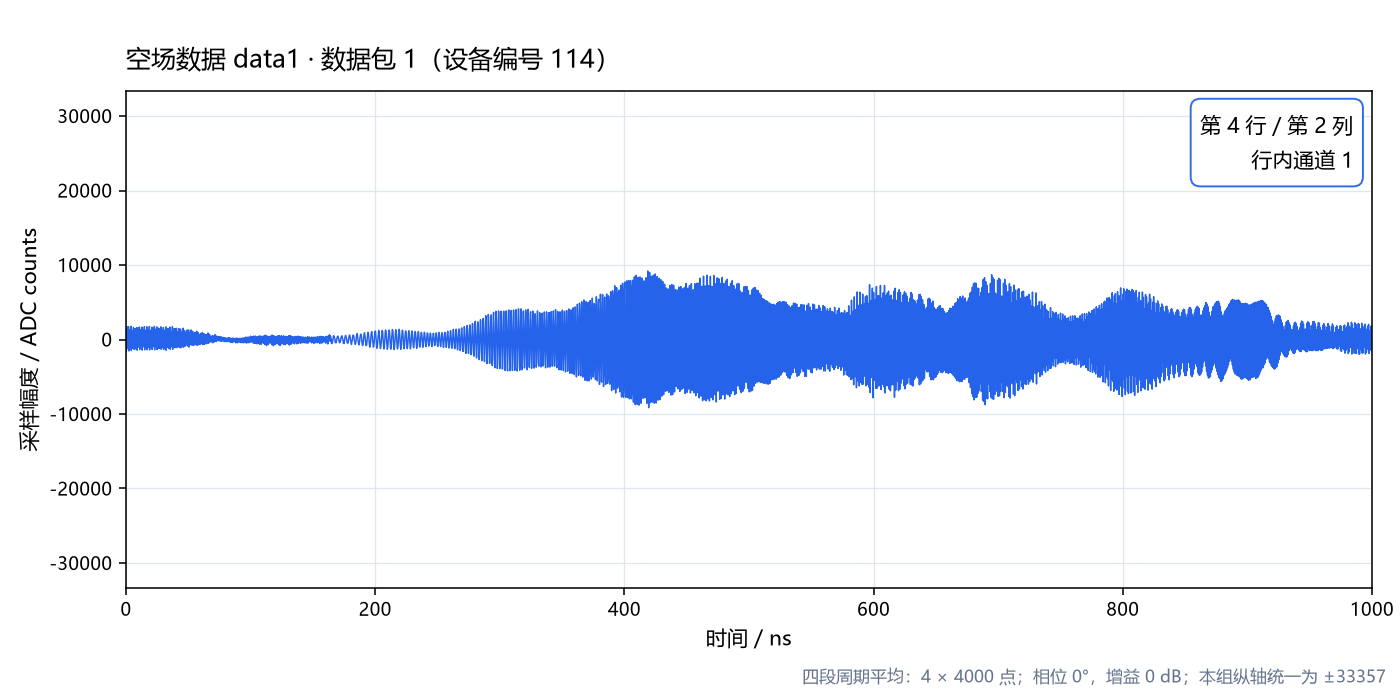 空场数据 data1 · 数据包 1（设备编号 114）
第 4 行 / 第 2 列
行内通道 1
30000
20000
10000
0
-10000
-20000
-30000
采样幅度 / ADC counts
0 200 400 600 800 1000
时间 / ns
四段周期平均：4 × 4000 点；相位 0°，增益 0 dB；本组纵轴统一为 ±33357